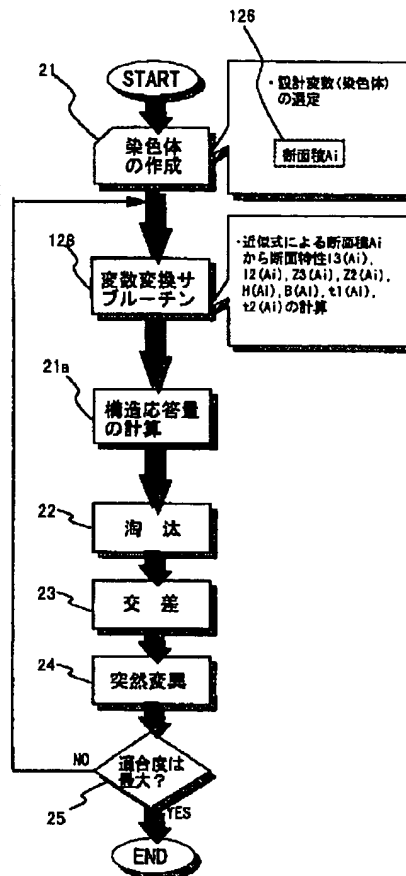 126
START
21
染色体
の作成
・設計変数(染色体)
の選定
断面積Ai
128
変数変換サ
ブルーチン
・近似式による断面積Ai
から断面特性I3(Ai),
I2(Ai), Z3(Ai), Z2(Ai),
H(Ai), B(Ai), t1(Ai),
t2(Ai)の計算
21a
構造応答量
の計算
22
淘 汰
23
交 差
24
突然変異
NO
適合度は
最大?
25
YES
END